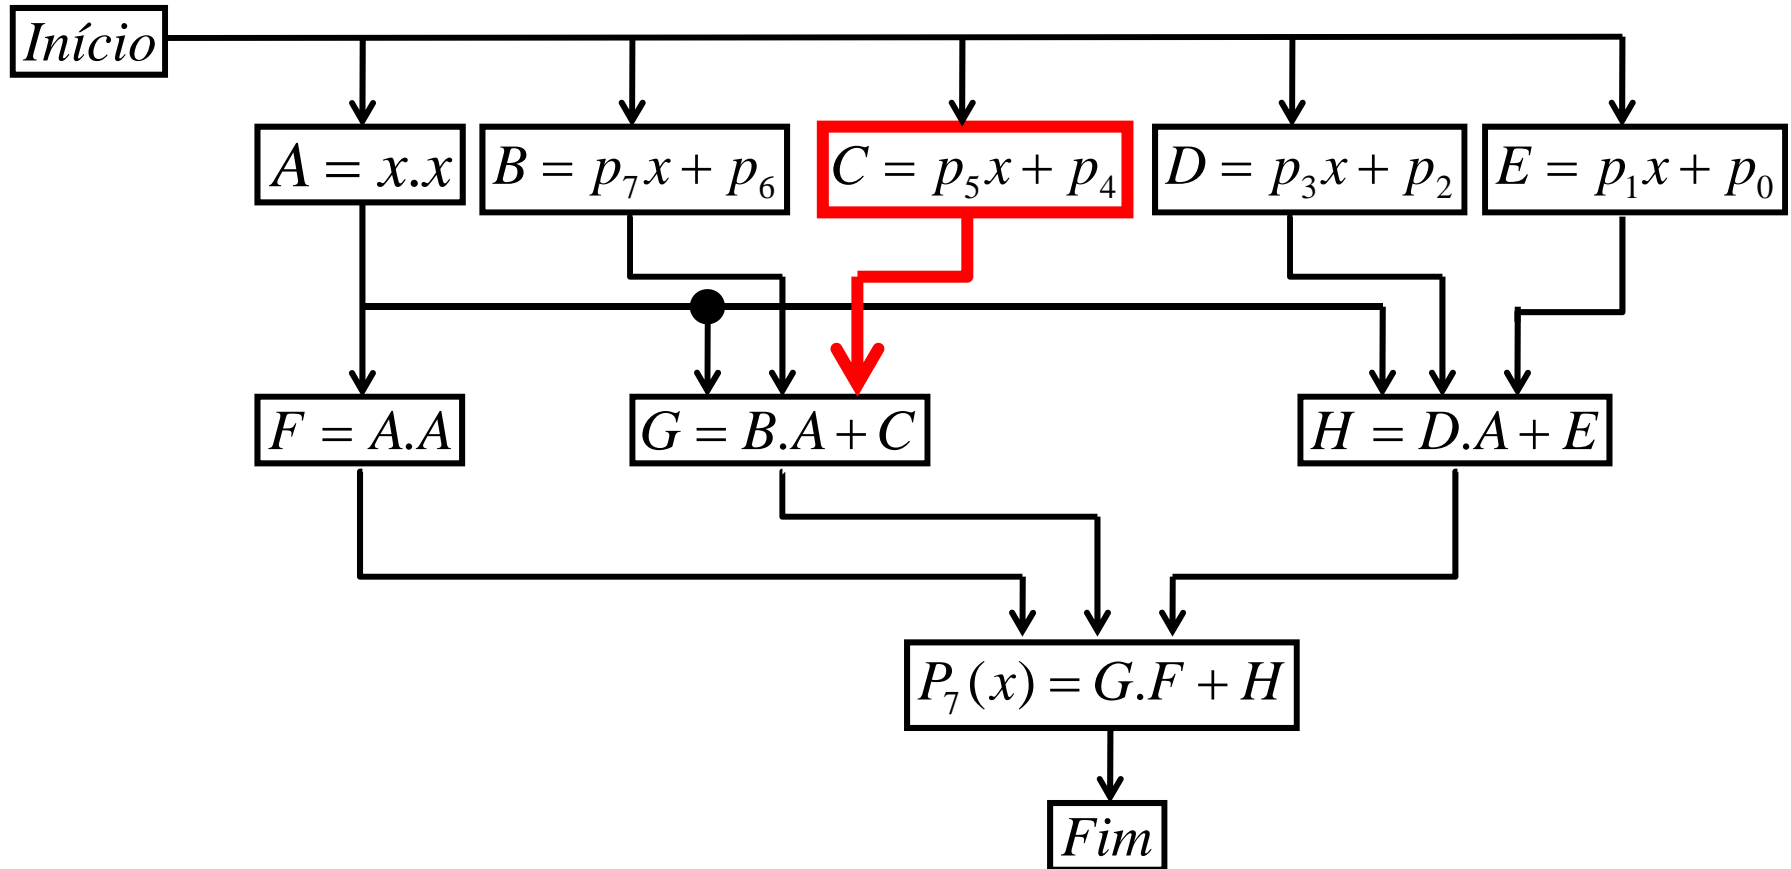 Início
A = x.x
B = p₇x + p₆
C = p₅x + p₄
D = p₃x + p₂
E = p₁x + p₀
F = A.A
G = B.A + C
H = D.A + E
P₇(x) = G.F + H
Fim